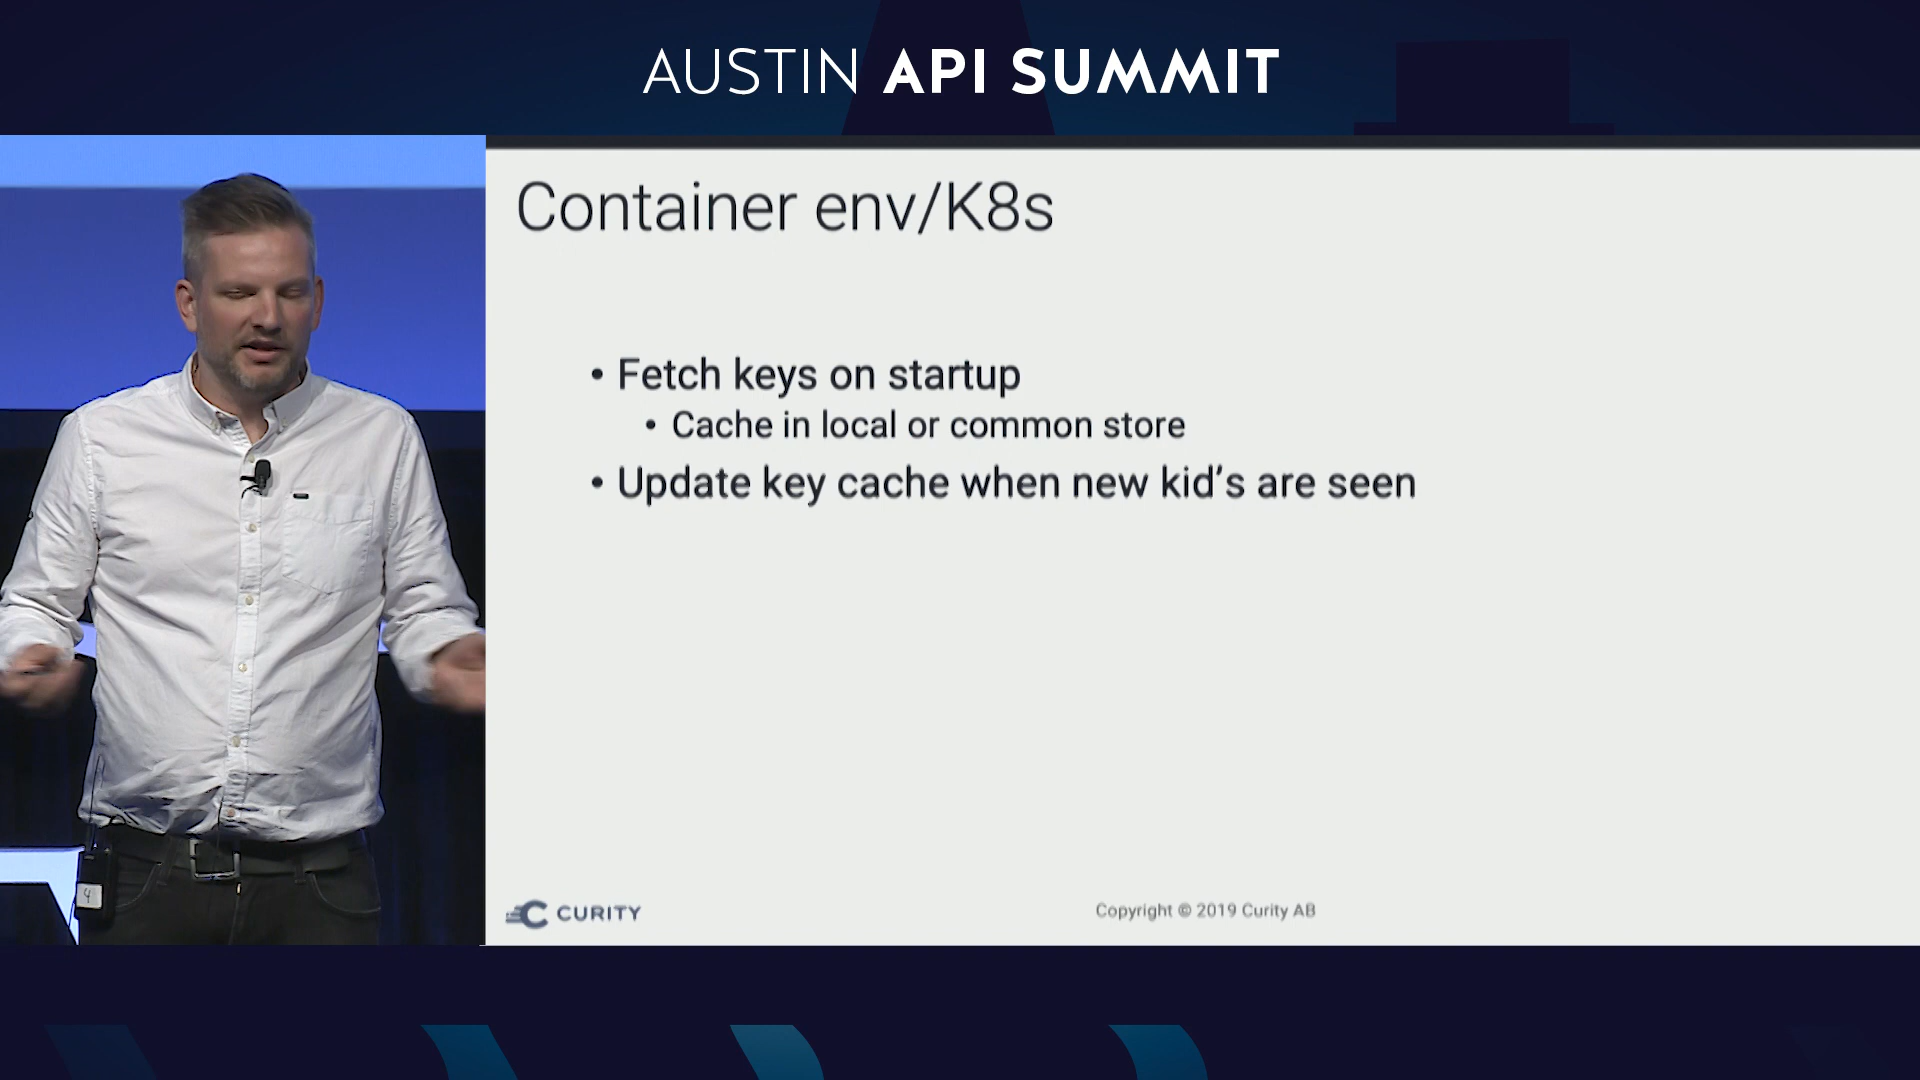 AUSTIN API SUMMIT
Container env/K8s
• Fetch keys on startup
• Cache in local or common store
• Update key cache when new kid’s are seen
4
CURITY
Copyright © 2019 Curity AB